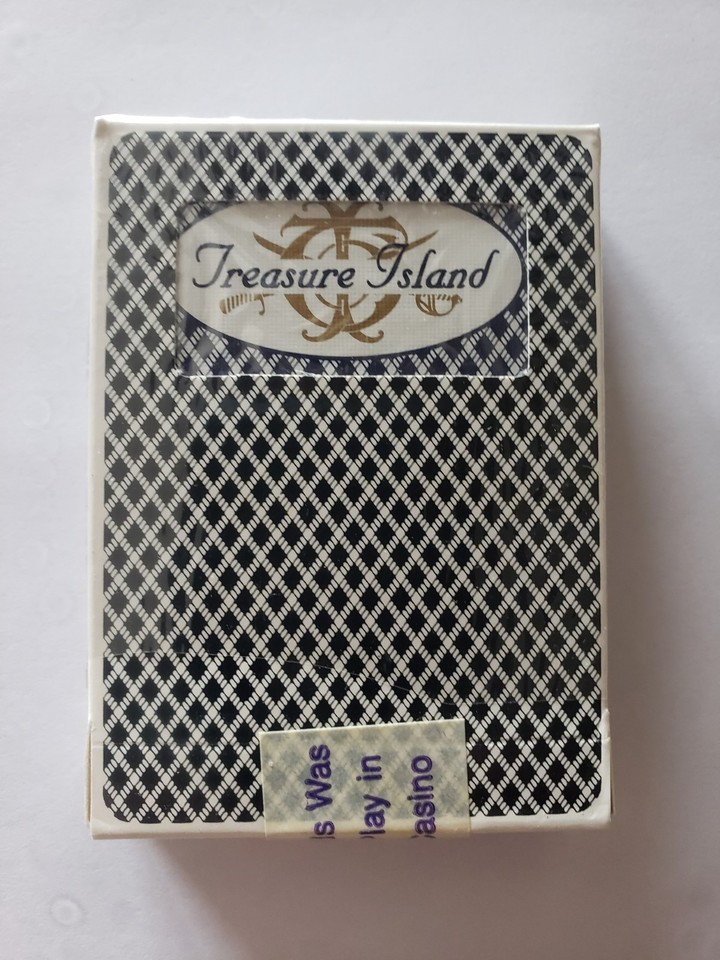 Treasure Island
s Was
lay in
asino